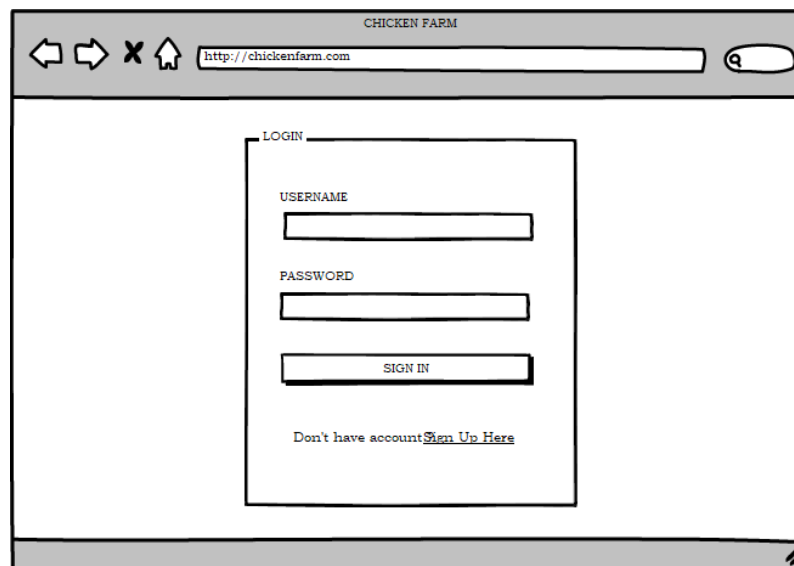 CHICKEN FARM
http://chickenfarm.com
LOGIN
USERNAME
PASSWORD
SIGN IN
Don't have account? Sign Up Here